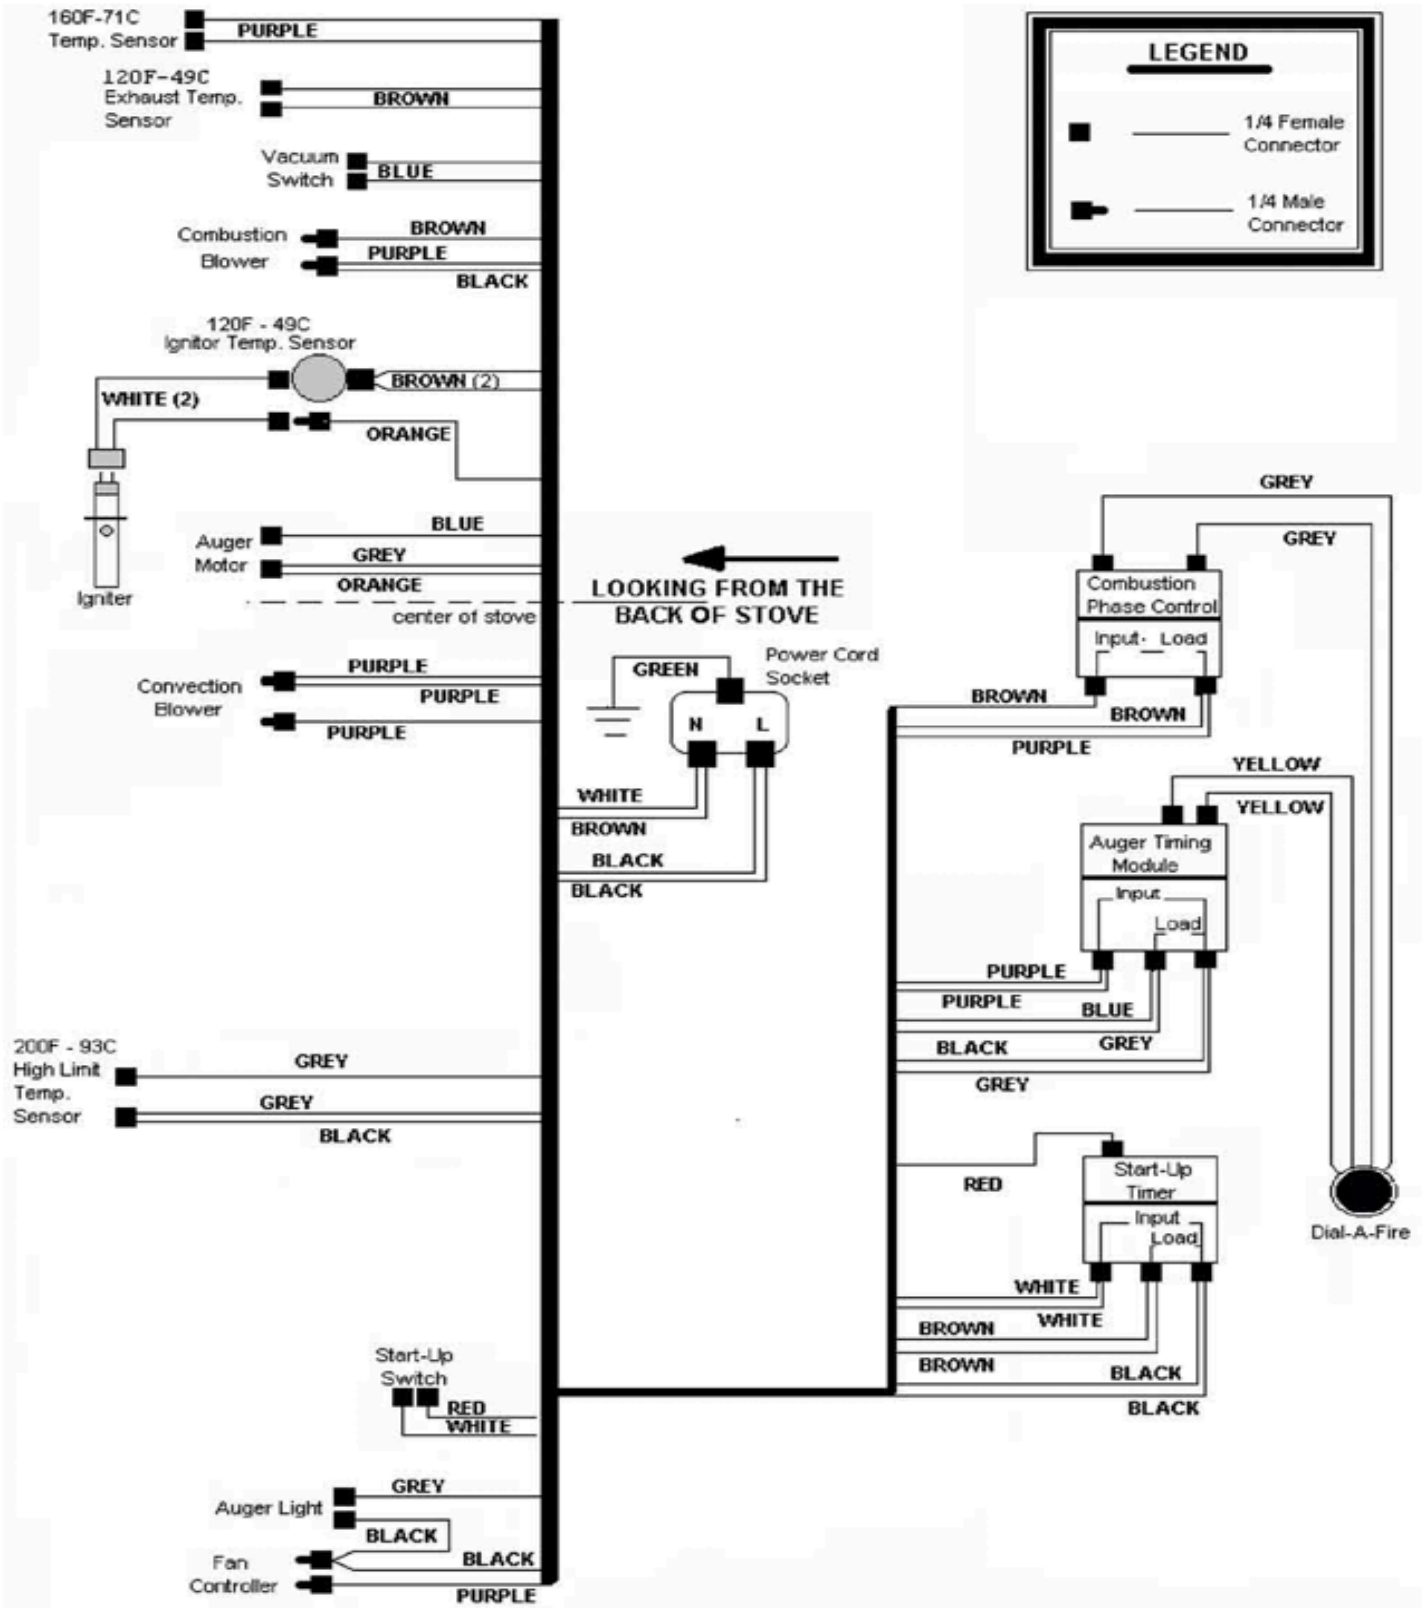 160F-71C
Temp. Sensor
PURPLE
120F-49C
Exhaust Temp.
Sensor
BROWN
Vacuum
Switch
BLUE
Combustion
Blower
BROWN
PURPLE
BLACK
120F - 49C
Ignitor Temp. Sensor
BROWN (2)
WHITE (2)
ORANGE
Igniter
Auger
Motor
BLUE
GREY
ORANGE
center of stove
LOOKING FROM THE
BACK OF STOVE
Convection
Blower
PURPLE
PURPLE
PURPLE
GREEN
Power Cord
Socket
N L
WHITE
BROWN
BLACK
BLACK
200F - 93C
High Limit
Temp.
Sensor
GREY
GREY
BLACK
Start-Up
Switch
RED
WHITE
Auger Light
GREY
BLACK
Fan
Controller
BLACK
PURPLE
LEGEND
1/4 Female
Connector
1/4 Male
Connector
GREY
GREY
Combustion
Phase Control
Input- Load
BROWN
BROWN
PURPLE
YELLOW
YELLOW
Auger Timing
Module
Input
Load
PURPLE
PURPLE
BLUE
GREY
BLACK
GREY
RED
Start-Up
Timer
Input
Load
WHITE
WHITE
BROWN
BROWN
BLACK
BLACK
Dial-A-Fire